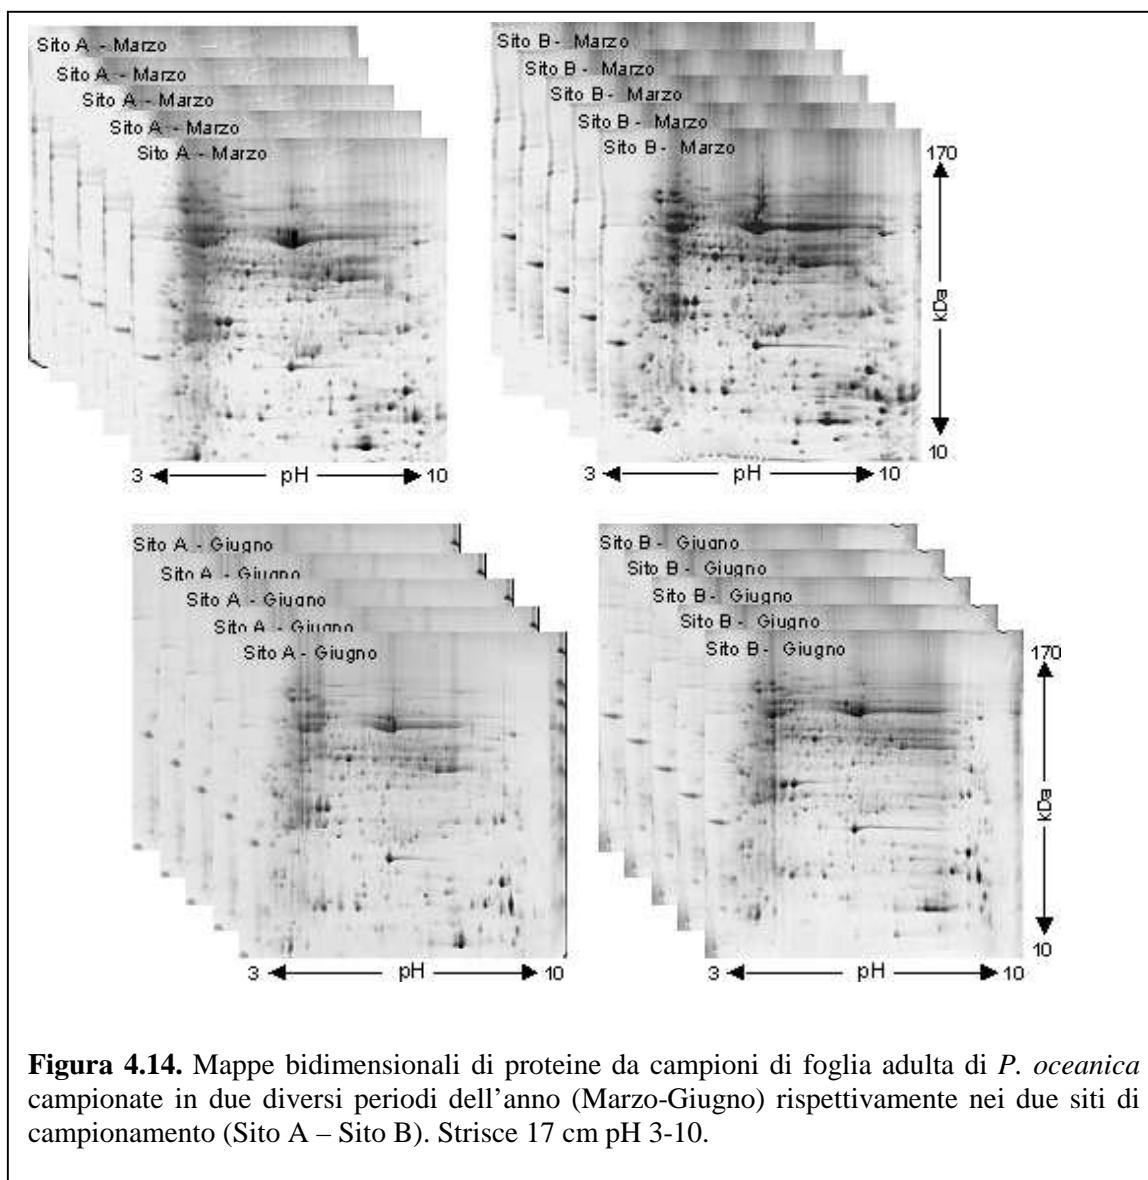 Sito A - Marzo
Sito A - Marzo
Sito A - Marzo
Sito A - Marzo
Sito A - Marzo
Sito B - Marzo
Sito B - Marzo
Sito B - Marzo
Sito B - Marzo
Sito B - Marzo
170
kDa
10
3 pH 10
3 pH 10
Sito A - Giugno
Sito A - Giugno
Sito A - Giugno
Sito A - Giugno
Sito A - Giugno
Sito B - Giugno
Sito B - Giugno
Sito B - Giugno
Sito B - Giugno
Sito B - Giugno
170
kDa
10
3 pH 10
3 pH 10
Figura 4.14. Mappe bidimensionali di proteine da campioni di foglia adulta di P. oceanica
campionate in due diversi periodi dell’anno (Marzo-Giugno) rispettivamente nei due siti di
campionamento (Sito A – Sito B). Strisce 17 cm pH 3-10.